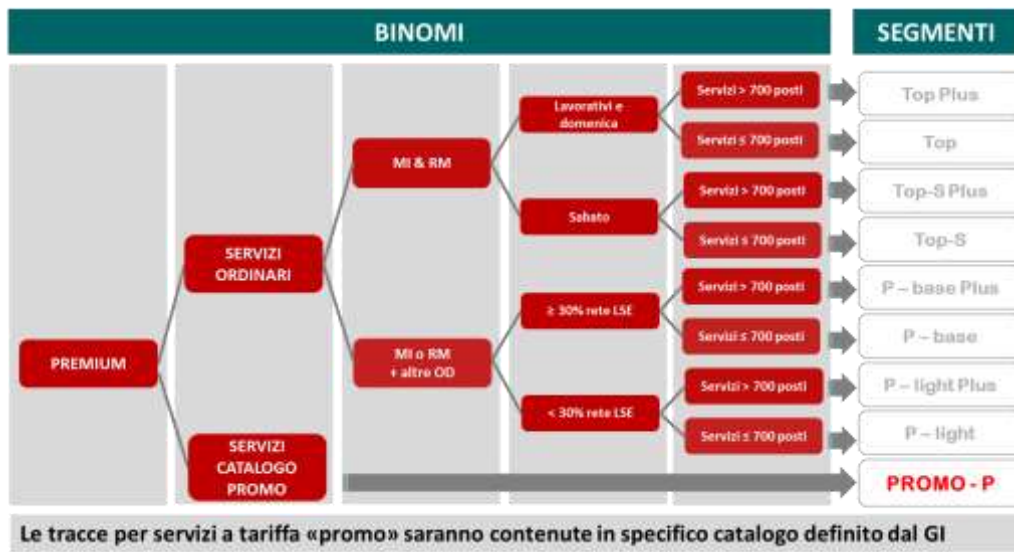 BINOMI
SEGMENTI
PREMIUM
SERVIZI
ORDINARI
SERVIZI
CATALOGO
PROMO
MI & RM
MI o RM
+ altre OD
Lavorativi e
domenica
Sabato
≥ 30% rete LSE
< 30% rete LSE
Servizi > 700 posti
Servizi ≤ 700 posti
Servizi > 700 posti
Servizi ≤ 700 posti
Servizi > 700 posti
Servizi ≤ 700 posti
Servizi > 700 posti
Servizi ≤ 700 posti
Top Plus
Top
Top-S Plus
Top-S
P – base Plus
P – base
P – light Plus
P – light
PROMO - P
Le tracce per servizi a tariffa «promo» saranno contenute in specifico catalogo definito dal GI